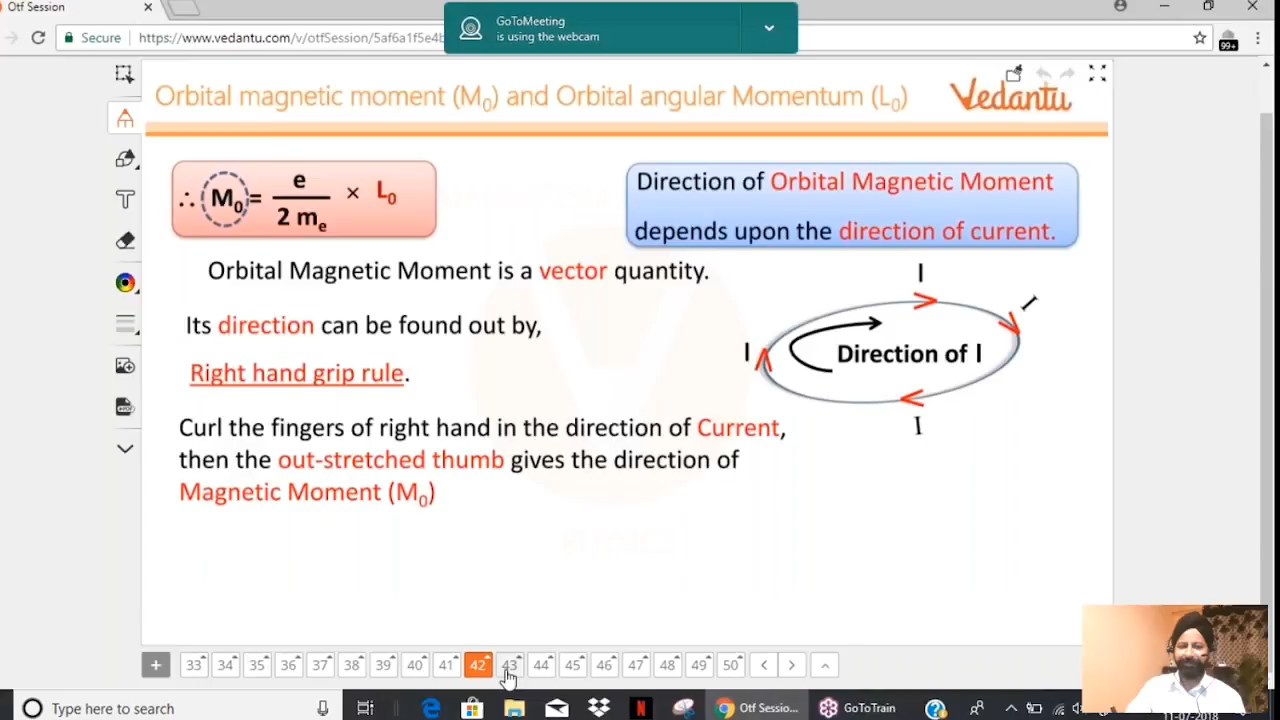 Otf Session
GoToMeeting
is using the webcam
Secure
https://www.vedantu.com/v/otfSession/5af6a1f5e4b
99+
Orbital magnetic moment (M₀) and Orbital angular Momentum (L₀)
Vedantu
∴ M₀ = e / 2 mₑ × L₀
Direction of Orbital Magnetic Moment
depends upon the direction of current.
Orbital Magnetic Moment is a vector quantity.
Its direction can be found out by,
Right hand grip rule.
I
I
I
Direction of I
I
Curl the fingers of right hand in the direction of Current,
then the out-stretched thumb gives the direction of
Magnetic Moment (M₀)
33 34 35 36 37 38 39 40 41 42 43 44 45 46 47 48 49 50
Type here to search
Otf Sessio...
GoToTrain
11-07-2018